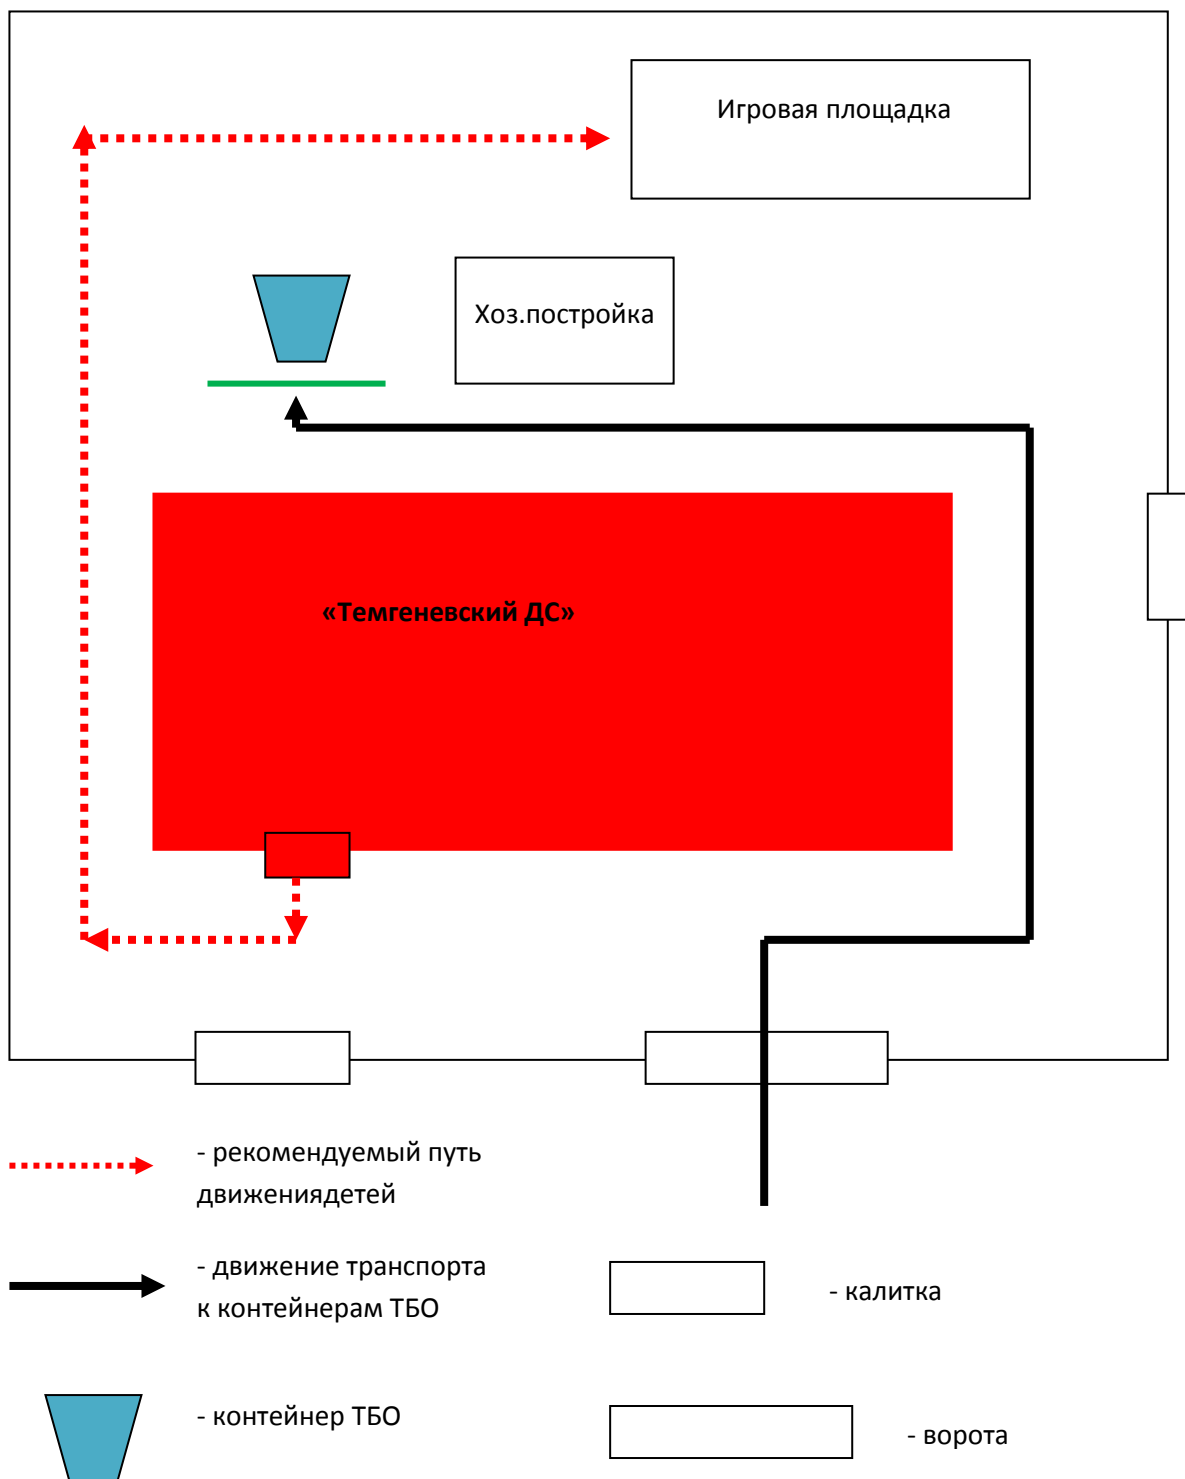 Игровая площадка
Хоз.постройка
«Темгеневский ДС»
- рекомендуемый путь
движениядетей
- движение транспорта
к контейнерам ТБО
- калитка
- контейнер ТБО
- ворота